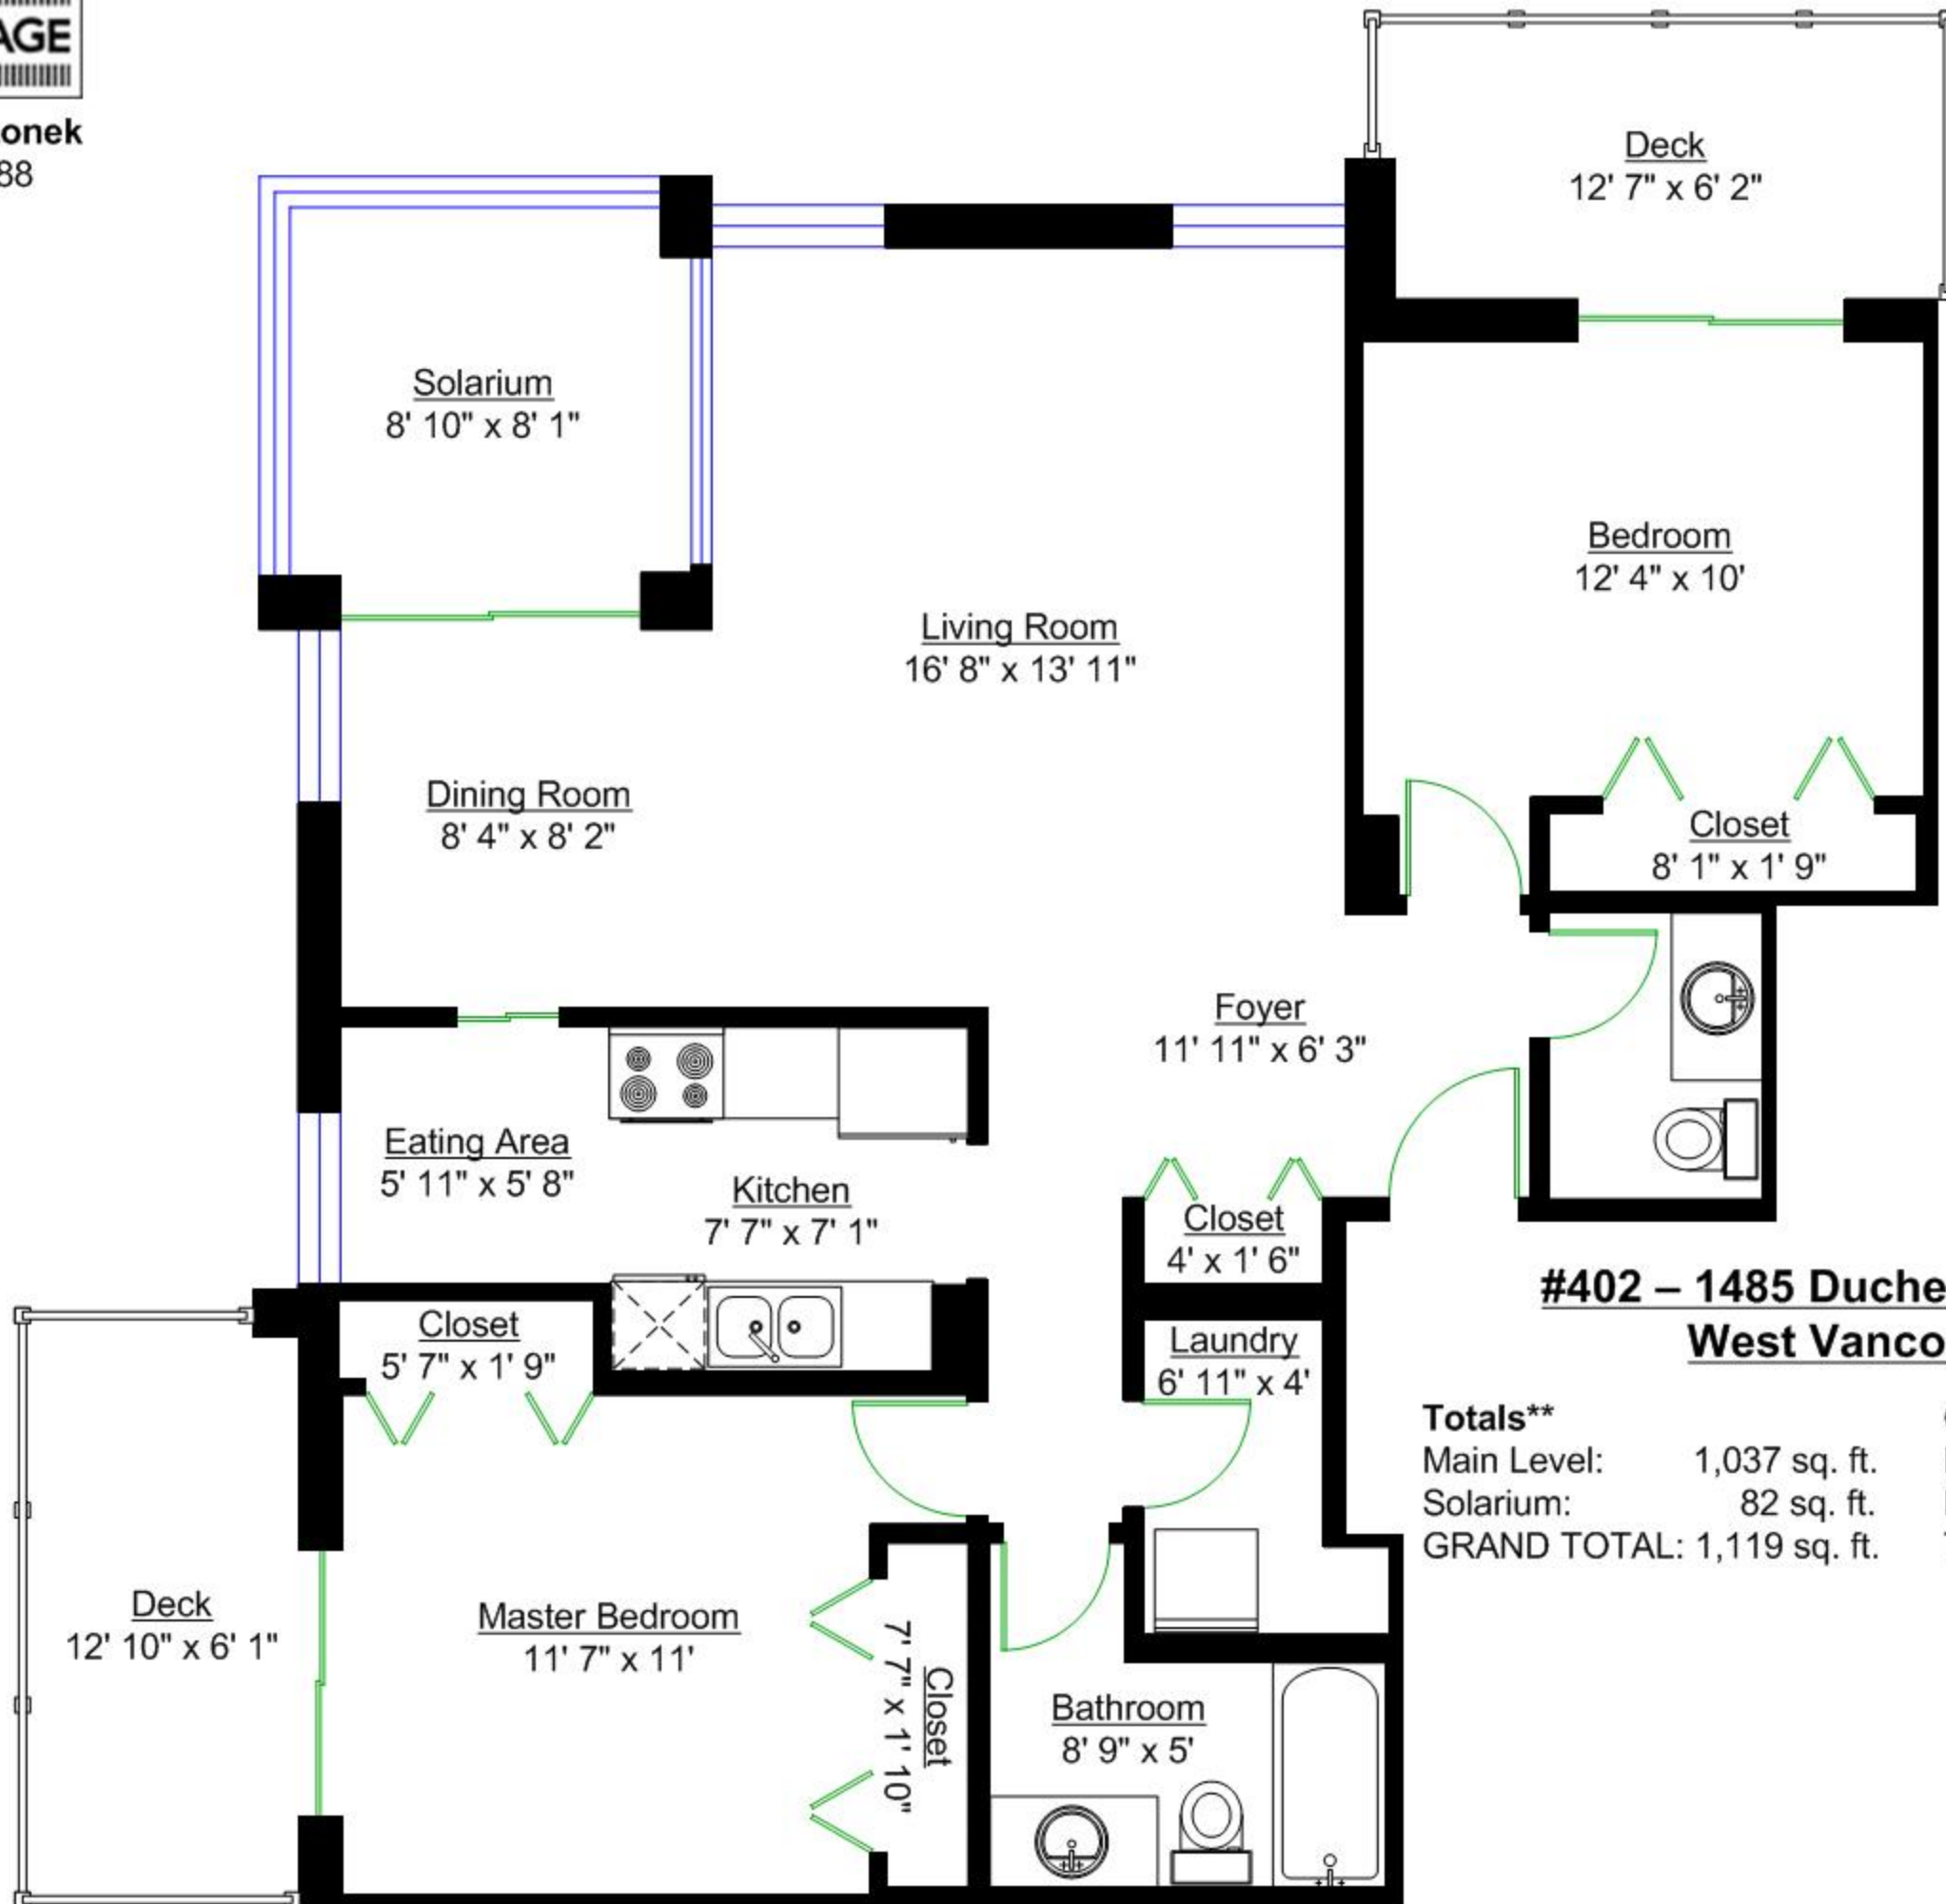 AGE
onek
88
Deck
12' 7" x 6' 2"
Solarium
8' 10" x 8' 1"
Bedroom
12' 4" x 10'
Living Room
16' 8" x 13' 11"
Dining Room
8' 4" x 8' 2"
Closet
8' 1" x 1' 9"
Foyer
11' 11" x 6' 3"
Eating Area
5' 11" x 5' 8"
Kitchen
7' 7" x 7' 1"
Closet
4' x 1' 6"
#402 – 1485 Duche
West Vanco
Closet
5' 7" x 1' 9"
Laundry
6' 11" x 4'
Totals**
Main Level: 1,037 sq. ft.
Solarium: 82 sq. ft.
GRAND TOTAL: 1,119 sq. ft.
Deck
12' 10" x 6' 1"
Master Bedroom
11' 7" x 11'
Closet
7' 7" x 1' 10"
Bathroom
8' 9" x 5'